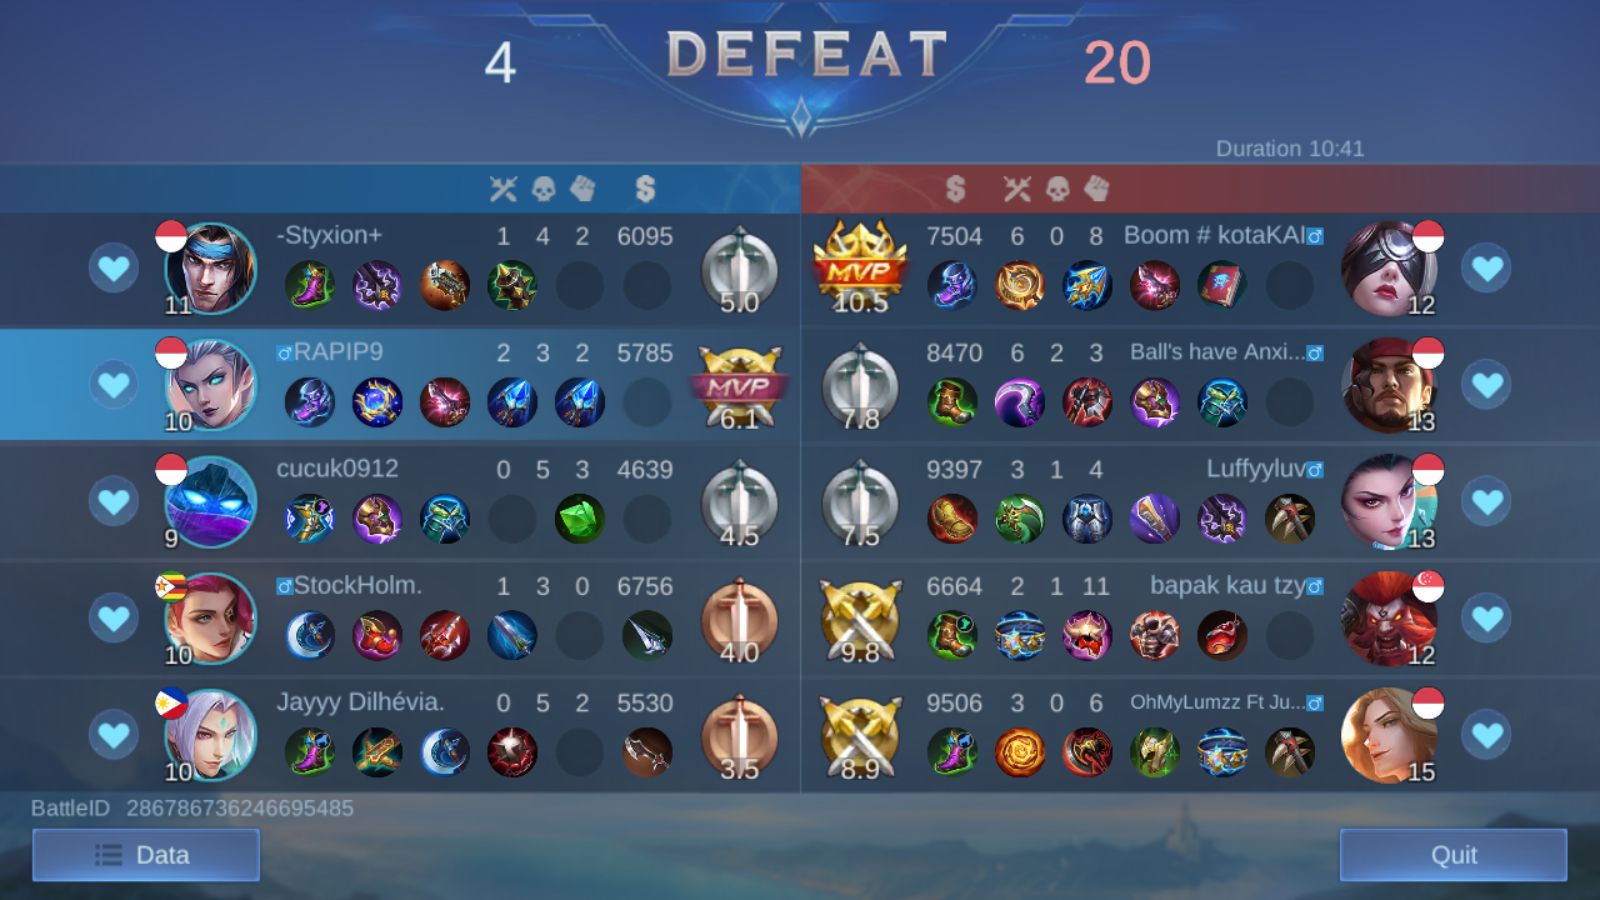 4 DEFEAT 20
Duration 10:41
-Styxion+ 1 4 2 6095
11 5.0
MVP 10.5 7504 6 0 8 Boom # kotaKAI
12
RAPIP9 2 3 2 5785
10 MVP 6.1
7.8 8470 6 2 3 Ball's have Anxi...
13
cucuk0912 0 5 3 4639
9 4.5
7.5 9397 3 1 4 Luffyyluv
13
StockHolm. 1 3 0 6756
10 4.0
9.8 6664 2 1 11 bapak kau tzy
12
Jayyy Dilhévia. 0 5 2 5530
10 3.5
8.9 9506 3 0 6 OhMyLumzz Ft Ju...
15
BattleID 286786736246695485
Data
Quit